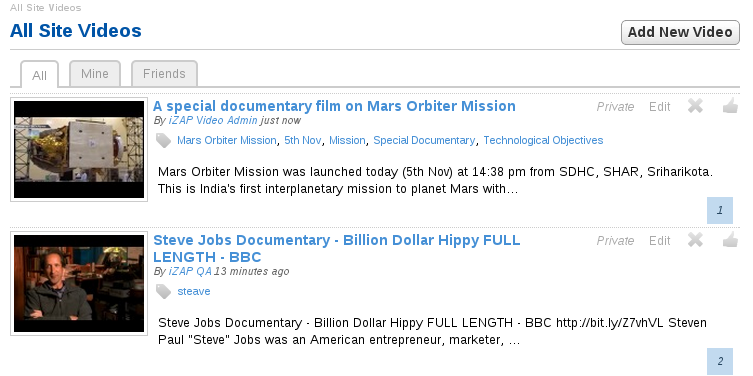 All Site Videos
All Site Videos
Add New Video
All
Mine
Friends
A special documentary film on Mars Orbiter Mission
Private
Edit
By iZAP Video Admin just now
Mars Orbiter Mission, 5th Nov, Mission, Special Documentary, Technological Objectives
Mars Orbiter Mission was launched today (5th Nov) at 14:38 pm from SDHC, SHAR, Sriharikota.
This is India's first interplanetary mission to planet Mars with...
1
Steve Jobs Documentary - Billion Dollar Hippy FULL
LENGTH - BBC
Private
Edit
By iZAP QA 13 minutes ago
steave
Steve Jobs Documentary - Billion Dollar Hippy FULL LENGTH - BBC http://bit.ly/Z7vhVL Steven
Paul "Steve" Jobs was an American entrepreneur, marketer, ...
2